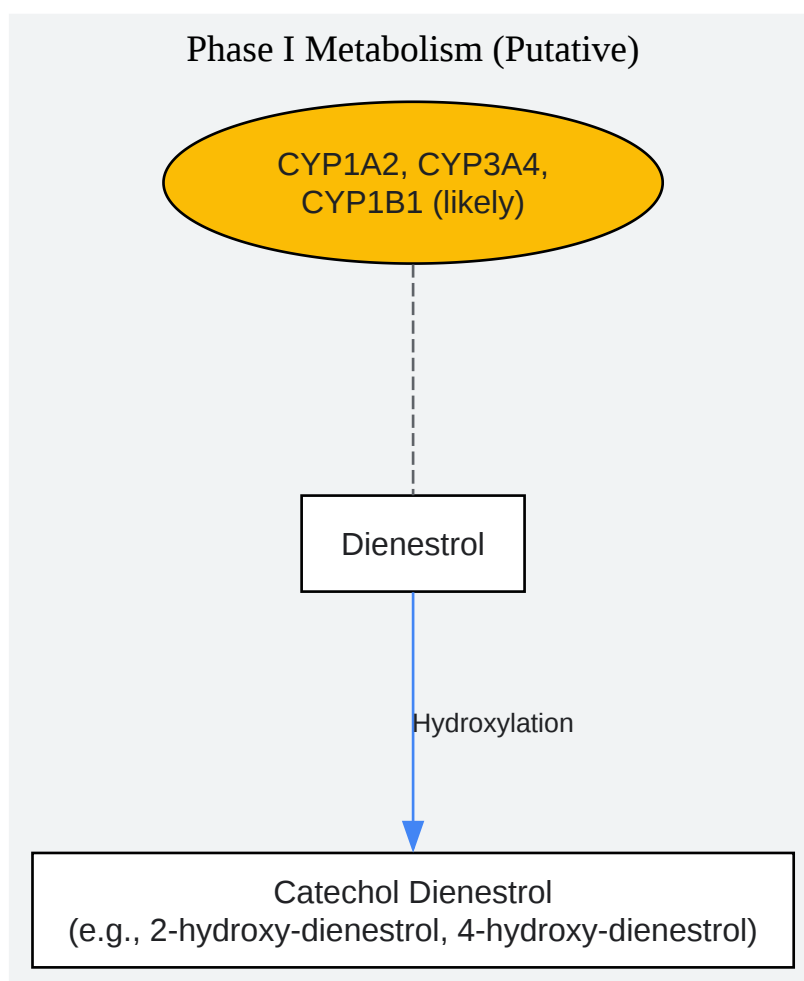 Phase I Metabolism (Putative)
CYP1A2, CYP3A4,
CYP1B1 (likely)
Dienestrol
Hydroxylation
Catechol Dienestrol
(e.g., 2-hydroxy-dienestrol, 4-hydroxy-dienestrol)